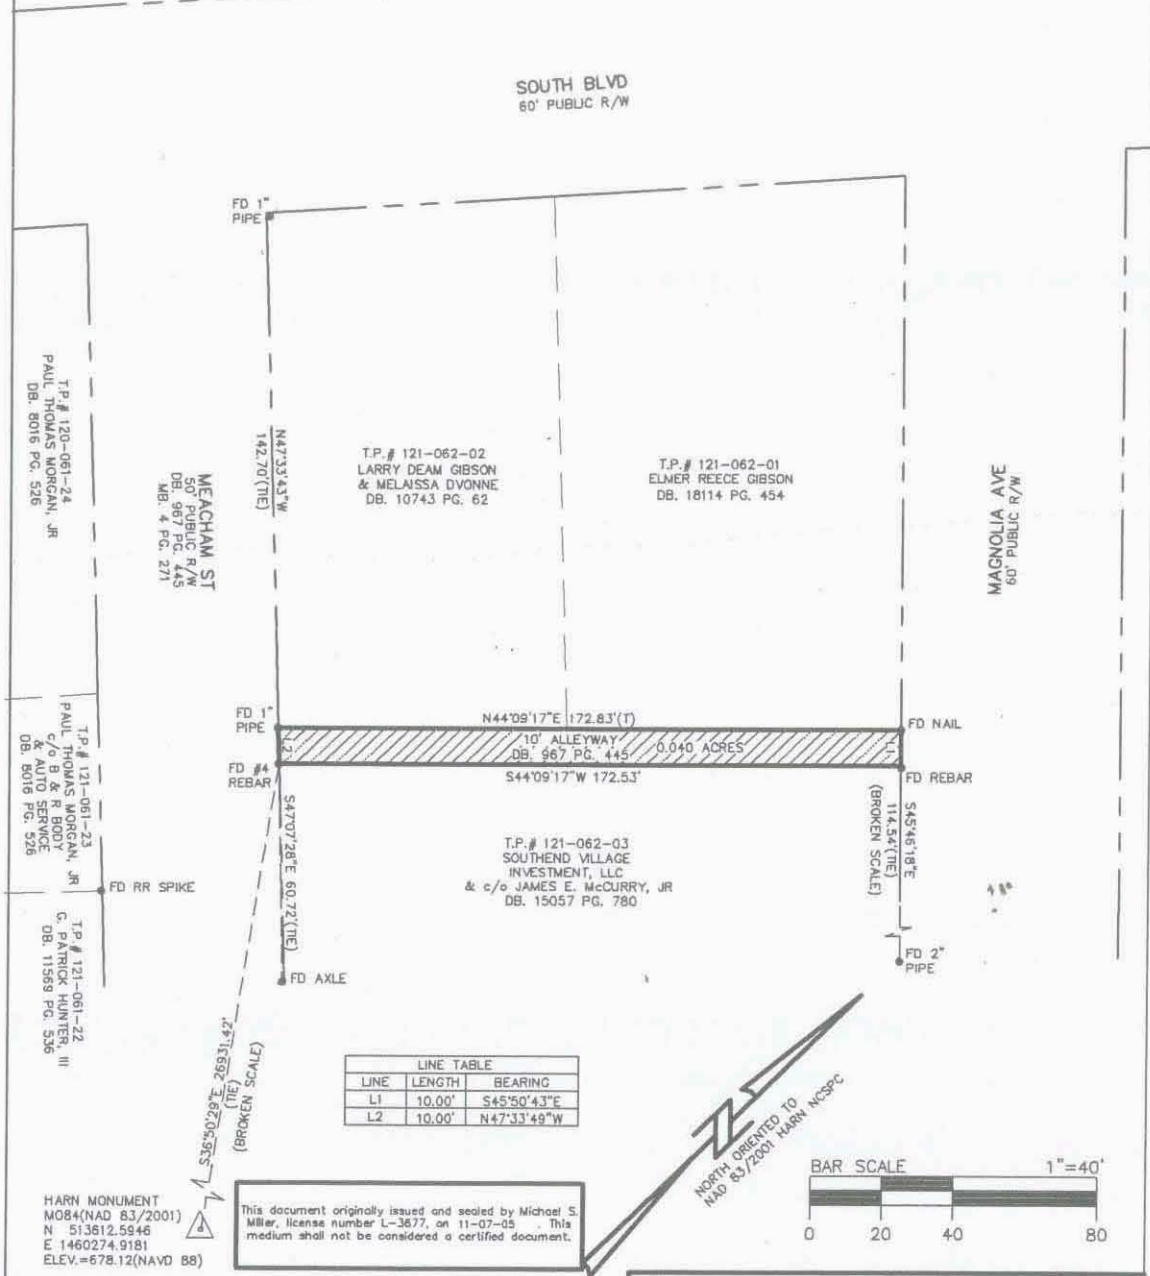 SOUTH BLVD
60' PUBLIC R/W
FD 1"
PIPE
T.P.# 120-061-24
PAUL THOMAS MORGAN, JR
DB. 8016 PG. 526
MEACHAM ST
50' PUBLIC R/W
DB. 967 PG. 445
MB. 4 PG. 271
N47°33'43"W
142.70'(TIE)
T.P.# 121-062-02
LARRY DEAM GIBSON
& MELAISSA DVONNE
DB. 10743 PG. 62
T.P.# 121-062-01
ELMER REECE GIBSON
DB. 18114 PG. 454
MAGNOLIA AVE
60' PUBLIC R/W
FD 1"
PIPE
N44°09'17"E 172.83'(T)
FD NAIL
L2
10' ALLEYWAY
DB. 967 PG. 445
0.040 ACRES
L1
FD #4
REBAR
S44°09'17"W 172.53'
FD REBAR
T.P.# 121-061-23
PAUL THOMAS MORGAN, JR
c/o B & R BODY
& AUTO SERVICE
DB. 8016 PG. 526
S47°07'28"E 60.72'(TIE)
T.P.# 121-062-03
SOUTHEND VILLAGE
INVESTMENT, LLC
& c/o JAMES E. McCURRY, JR
DB. 15057 PG. 780
S45°46'18"E
114.54'(TIE)
(BROKEN SCALE)
FD RR SPIKE
T.P.# 121-061-22
G. PATRICK HUNTER, III
DB. 11569 PG. 536
FD AXLE
FD 2"
PIPE
S36°50'29"E 26931.42'
(TIE)
(BROKEN SCALE)
LINE TABLE
LINE LENGTH BEARING
L1 10.00' S45°50'43"E
L2 10.00' N47°33'49"W
NORTH ORIENTED TO
NAD 83/2001 HARN NCSPC
BAR SCALE 1"=40'
0 20 40 80
HARN MONUMENT
M084(NAD 83/2001)
N 513612.5946
E 1460274.9181
ELEV.=678.12(NAVD 88)
This document originally issued and sealed by Michael S.
Miller, license number L-3677, on 11-07-05 . This
medium shall not be considered a certified document.